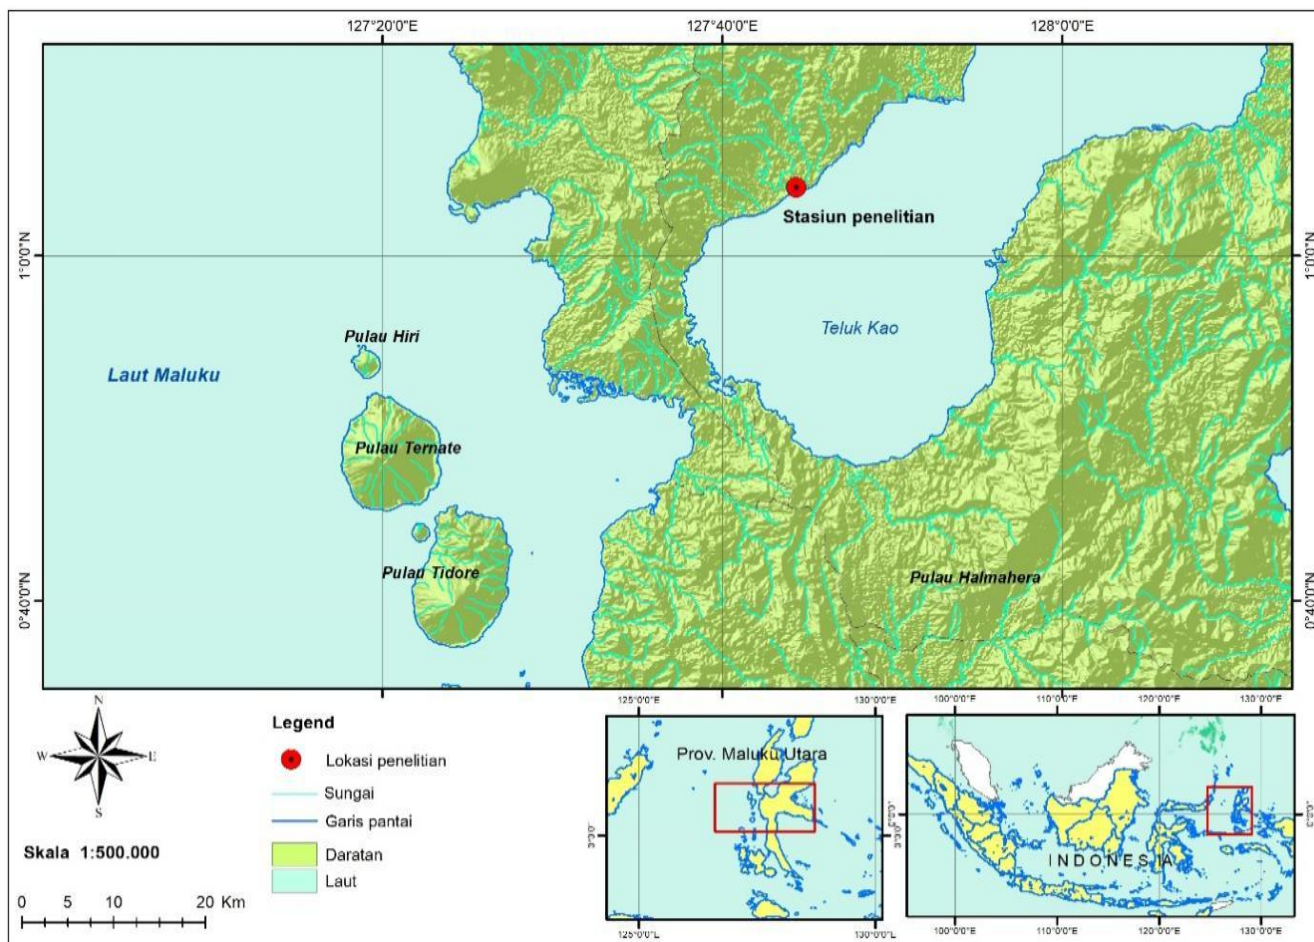 127°20'0"E 127°40'0"E 128°0'0"E
Stasiun penelitian
1°0'0"N 1°0'0"N
Teluk Kao
Pulau Hiri
Laut Maluku
Pulau Ternate
Pulau Tidore
Pulau Halmahera
0°40'0"N 0°40'0"N
N
W E
S
Skala 1:500.000
0 5 10 20 Km
Legend
Lokasi penelitian
Sungai
Garis pantai
Daratan
Laut
125°0'0"E 130°0'0"E
Prov. Maluku Utara
125°0'0"E 130°0'0"E
100°0'0"E 110°0'0"E 120°0'0"E 130°0'0"E
INDONESIA
100°0'0"E 110°0'0"E 120°0'0"E 130°0'0"E